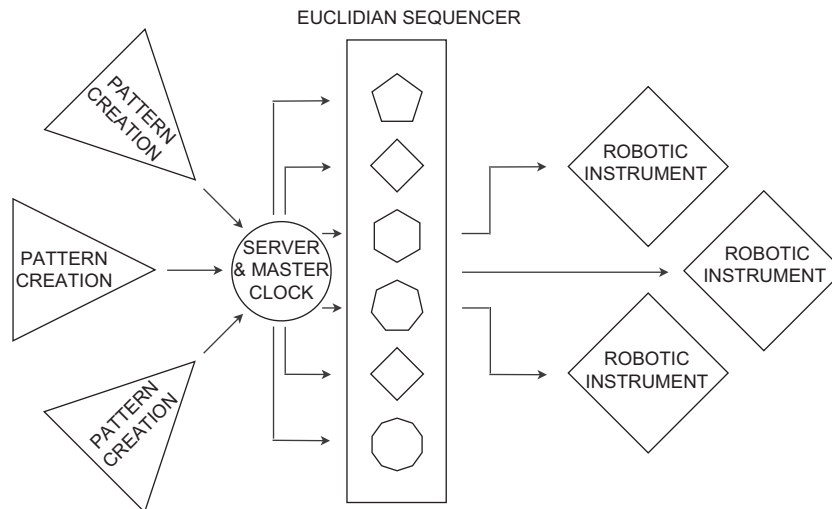 EUCLIDIAN SEQUENCER
PATTERN
CREATION
PATTERN
CREATION
PATTERN
CREATION
SERVER
& MASTER
CLOCK
ROBOTIC
INSTRUMENT
ROBOTIC
INSTRUMENT
ROBOTIC
INSTRUMENT